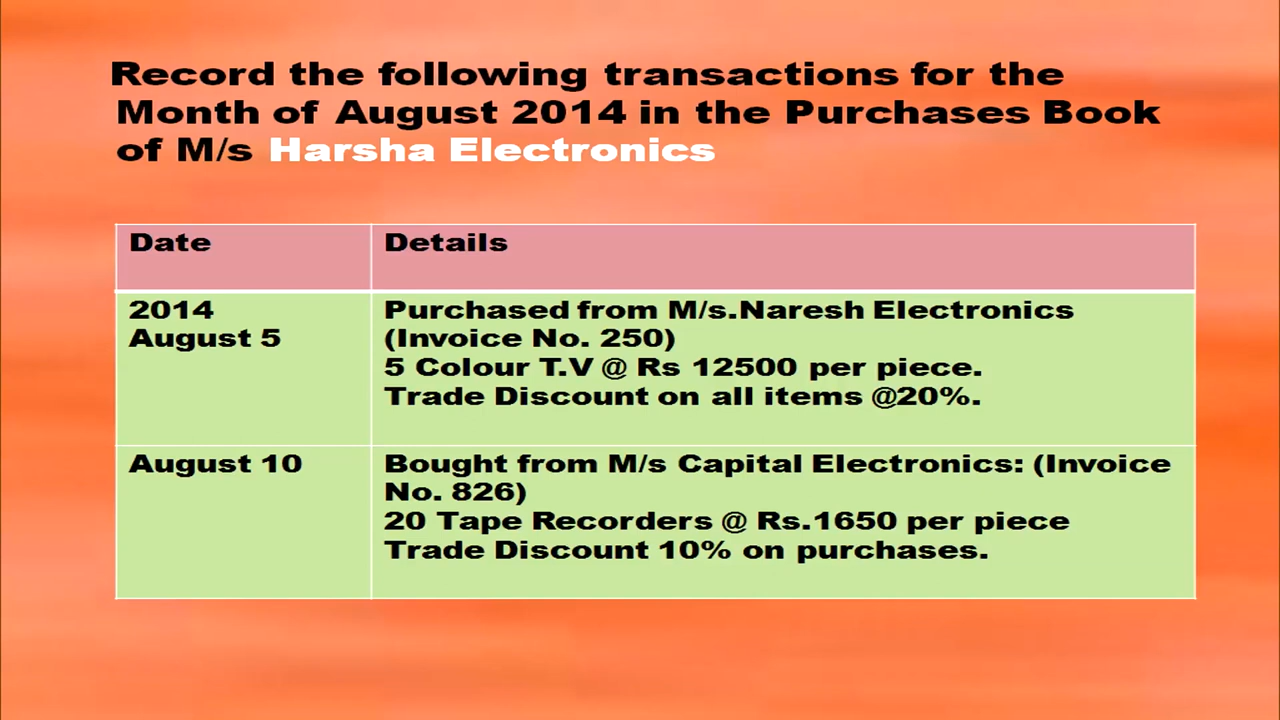 Record the following transactions for the
Month of August 2014 in the Purchases Book
of M/s Harsha Electronics
Date
Details
2014
August 5
Purchased from M/s.Naresh Electronics
(Invoice No. 250)
5 Colour T.V @ Rs 12500 per piece.
Trade Discount on all items @20%.
August 10
Bought from M/s Capital Electronics: (Invoice
No. 826)
20 Tape Recorders @ Rs.1650 per piece
Trade Discount 10% on purchases.